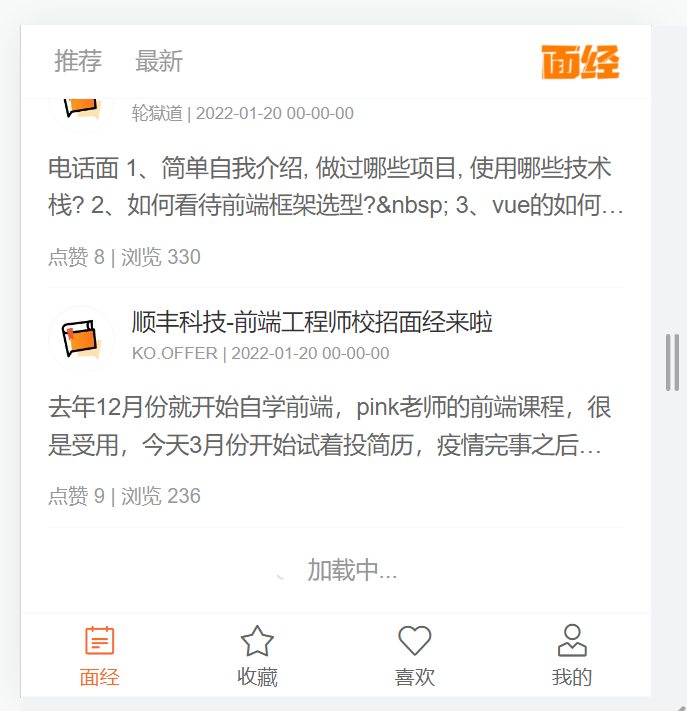 推荐 最新 面经
轮獄道 | 2022-01-20 00-00-00
电话面 1、简单自我介绍, 做过哪些项目, 使用哪些技术
栈? 2、如何看待前端框架选型?&nbsp; 3、vue的如何…
点赞 8 | 浏览 330
顺丰科技-前端工程师校招面经来啦
KO.OFFER | 2022-01-20 00-00-00
去年12月份就开始自学前端，pink老师的前端课程，很
是受用，今天3月份开始试着投简历，疫情完事之后…
点赞 9 | 浏览 236
加载中...
面经 收藏 喜欢 我的